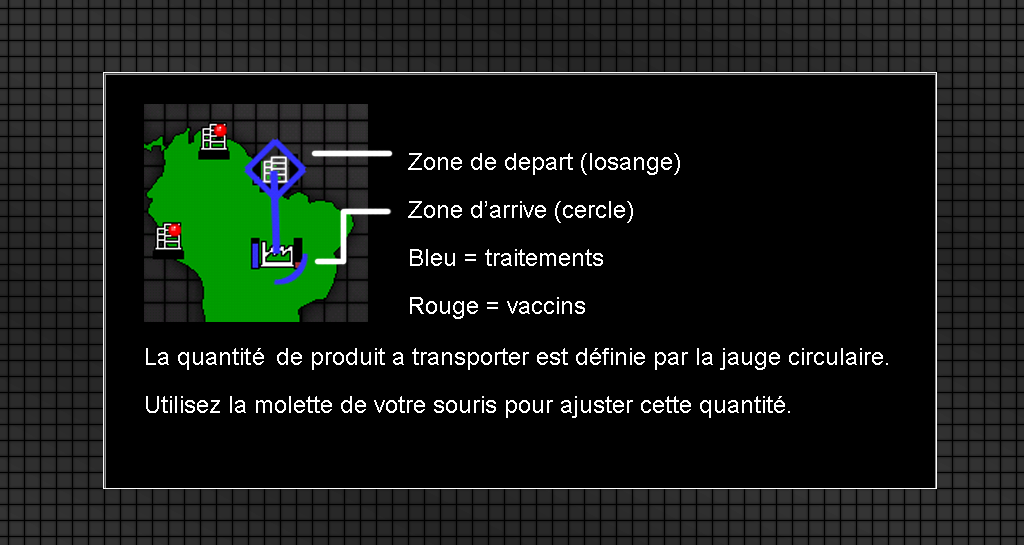 Zone de depart (losange)
Zone d'arrive (cercle)
Bleu = traitements
Rouge = vaccins
La quantité de produit a transporter est définie par la jauge circulaire.
Utilisez la molette de votre souris pour ajuster cette quantité.